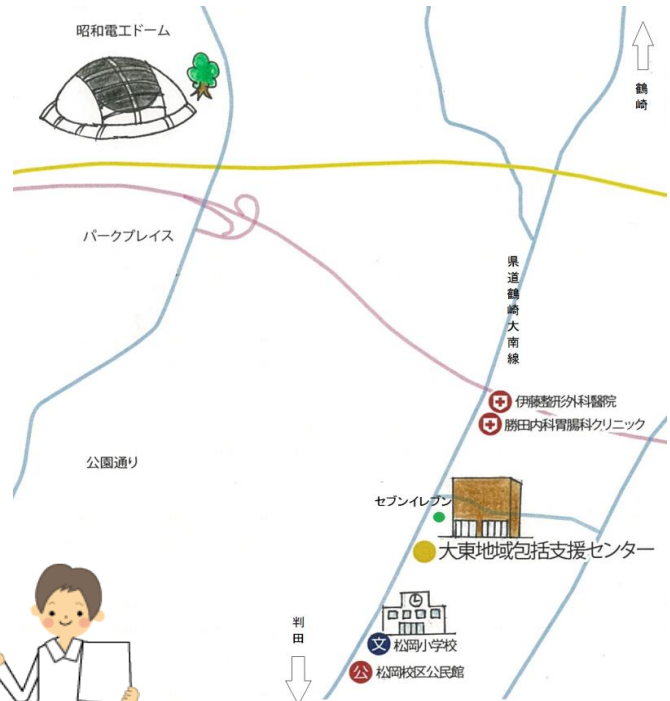 昭和電工ドーム
鶴崎
パークプレイス
県道鶴崎大南線
伊藤整形外科醫院
勝田内科胃腸科クリニック
公園通り
セブンイレブン
大東地域包括支援センター
判田
文 松岡小学校
公 松岡校区公民館